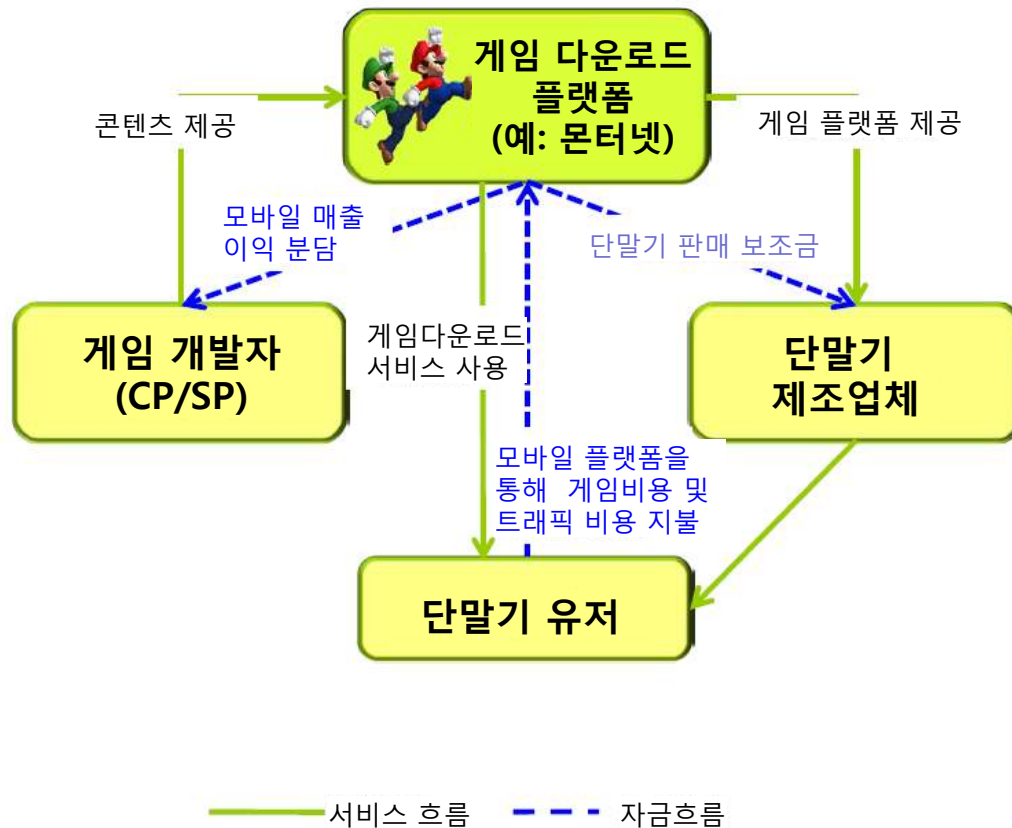 게임 다운로드
플랫폼
(예: 몬터넷)
콘텐츠 제공
게임 플랫폼 제공
모바일 매출
이익 분담
단말기 판매 보조금
게임 개발자
(CP/SP)
게임다운로드
서비스 사용
단말기
제조업체
모바일 플랫폼을
통해 게임비용 및
트래픽 비용 지불
단말기 유저
서비스 흐름
자금흐름